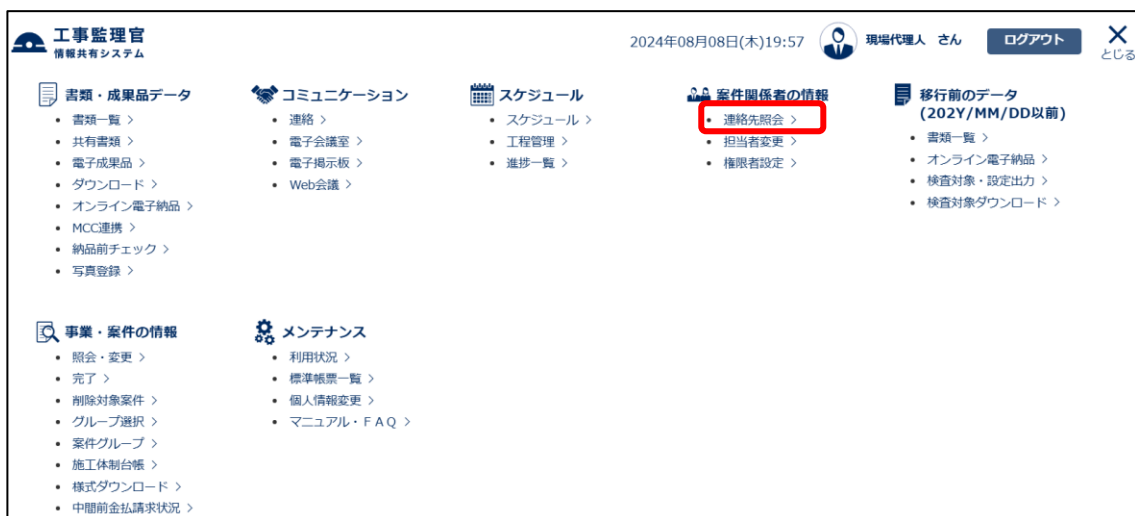 工事監理官
情報共有システム
2024年08月08日(木)19:57
現場代理人 さん
ログアウト
とじる
書類・成果品データ
• 書類一覧 >
• 共有書類 >
• 電子成果品 >
• ダウンロード >
• オンライン電子納品 >
• MCC連携 >
• 納品前チェック >
• 写真登録 >
コミュニケーション
• 連絡 >
• 電子会議室 >
• 電子掲示板 >
• Web会議 >
スケジュール
• スケジュール >
• 工程管理 >
• 進捗一覧 >
案件関係者の情報
• 連絡先照会 >
• 担当者変更 >
• 権限者設定 >
移行前のデータ
(202Y/MM/DD以前)
• 書類一覧 >
• オンライン電子納品 >
• 検査対象・設定出力 >
• 検査対象ダウンロード >
事業・案件の情報
• 照会・変更 >
• 完了 >
• 削除対象案件 >
• グループ選択 >
• 案件グループ >
• 施工体制台帳 >
• 様式ダウンロード >
• 中間前金払請求状況 >
メンテナンス
• 利用状況 >
• 標準帳票一覧 >
• 個人情報変更 >
• マニュアル・ＦＡＱ >